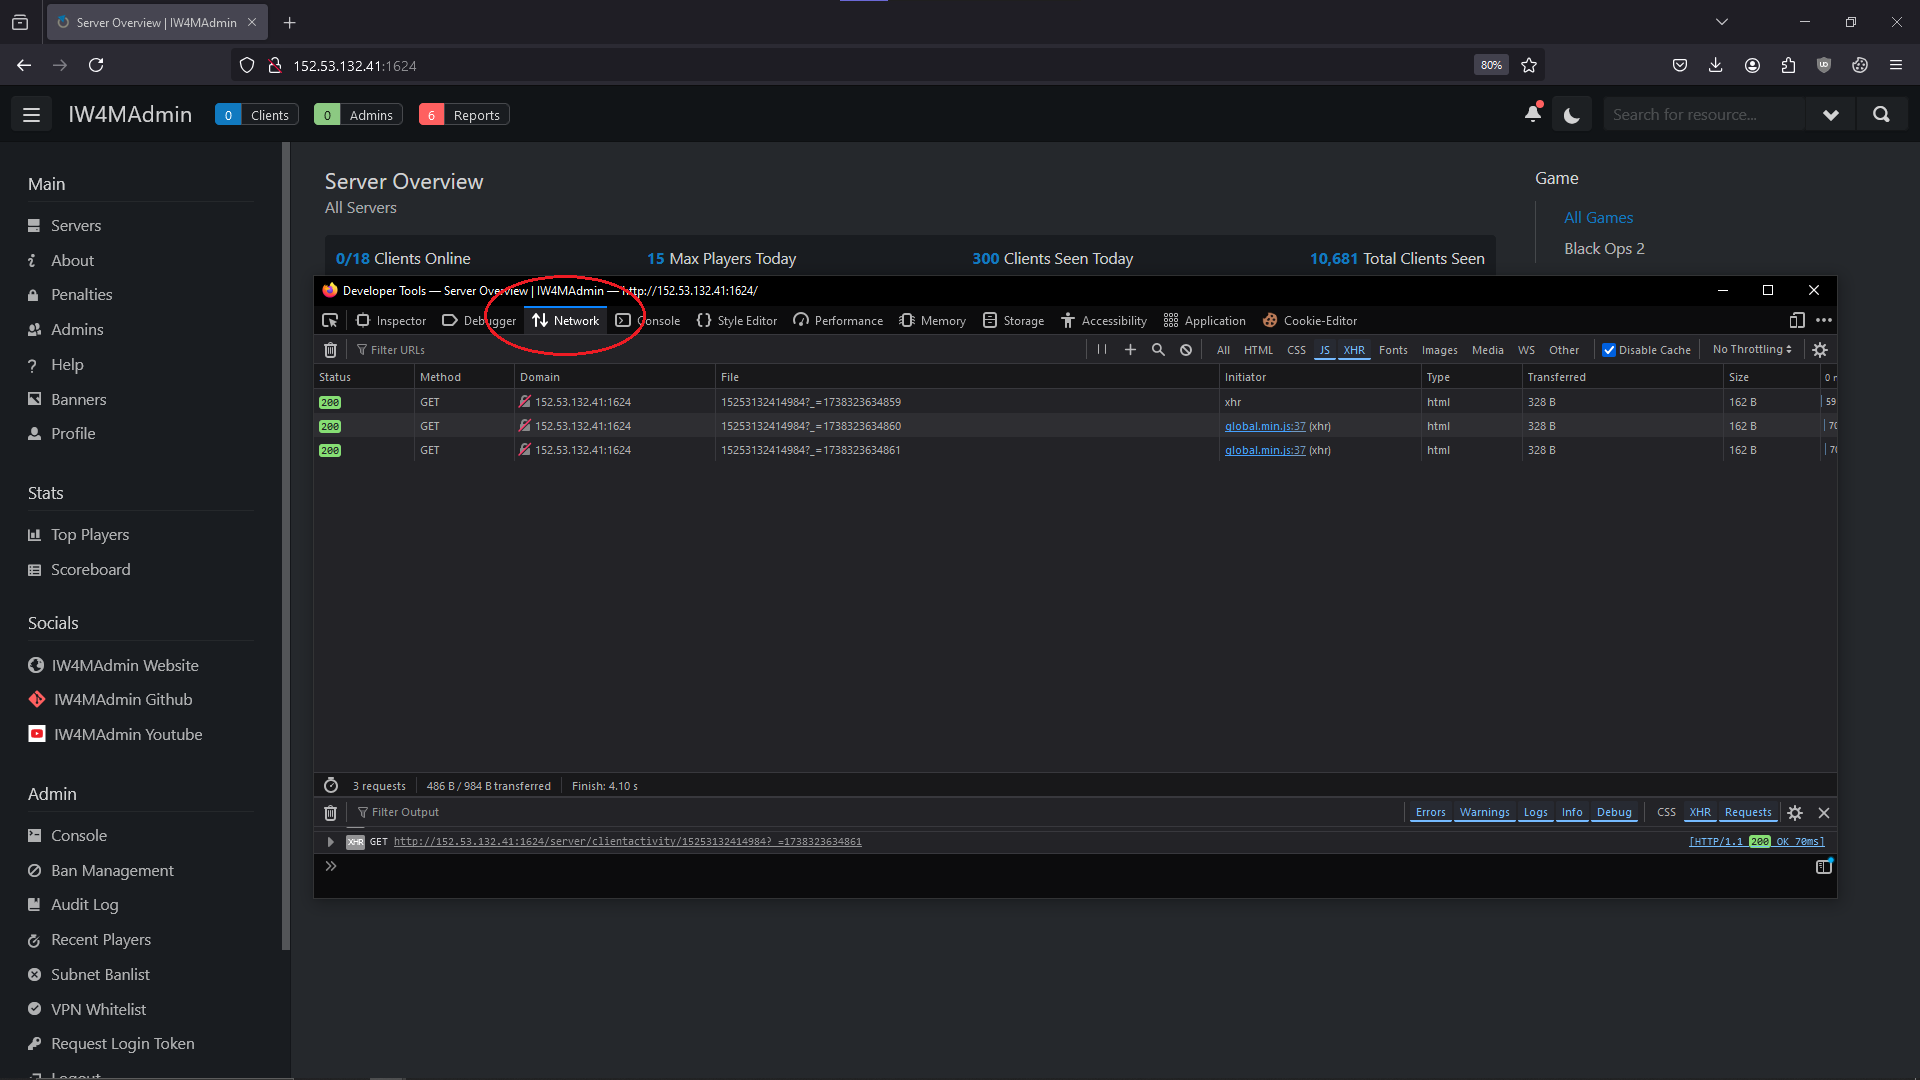 Server Overview | IW4MAdmin
152.53.132.41:1624
80%
IW4MAdmin
0 Clients
0 Admins
6 Reports
Search for resource...
Main
Servers
About
Penalties
Admins
Help
Banners
Profile
Stats
Top Players
Scoreboard
Socials
IW4MAdmin Website
IW4MAdmin Github
IW4MAdmin Youtube
Admin
Console
Ban Management
Audit Log
Recent Players
Subnet Banlist
VPN Whitelist
Request Login Token
Logout
Server Overview
All Servers
0/18 Clients Online
15 Max Players Today
300 Clients Seen Today
10,681 Total Clients Seen
Game
All Games
Black Ops 2
Developer Tools — Server Overview | IW4MAdmin — http://152.53.132.41:1624/
Inspector Debugger Network Console Style Editor Performance Memory Storage Accessibility Application Cookie-Editor
Filter URLs All HTML CSS JS XHR Fonts Images Media WS Other Disable Cache No Throttling
Status Method Domain File Initiator Type Transferred Size 0
200 GET 152.53.132.41:1624 15253132414984?_=1738323634859 xhr html 328 B 162 B 59
200 GET 152.53.132.41:1624 15253132414984?_=1738323634860 global.min.js:37 (xhr) html 328 B 162 B 70
200 GET 152.53.132.41:1624 15253132414984?_=1738323634861 global.min.js:37 (xhr) html 328 B 162 B 70
3 requests 486 B / 984 B transferred Finish: 4.10 s
Filter Output Errors Warnings Logs Info Debug CSS XHR Requests
XHR GET http://152.53.132.41:1624/server/clientactivity/15253132414984?_=1738323634861 [HTTP/1.1 200 OK 70ms]